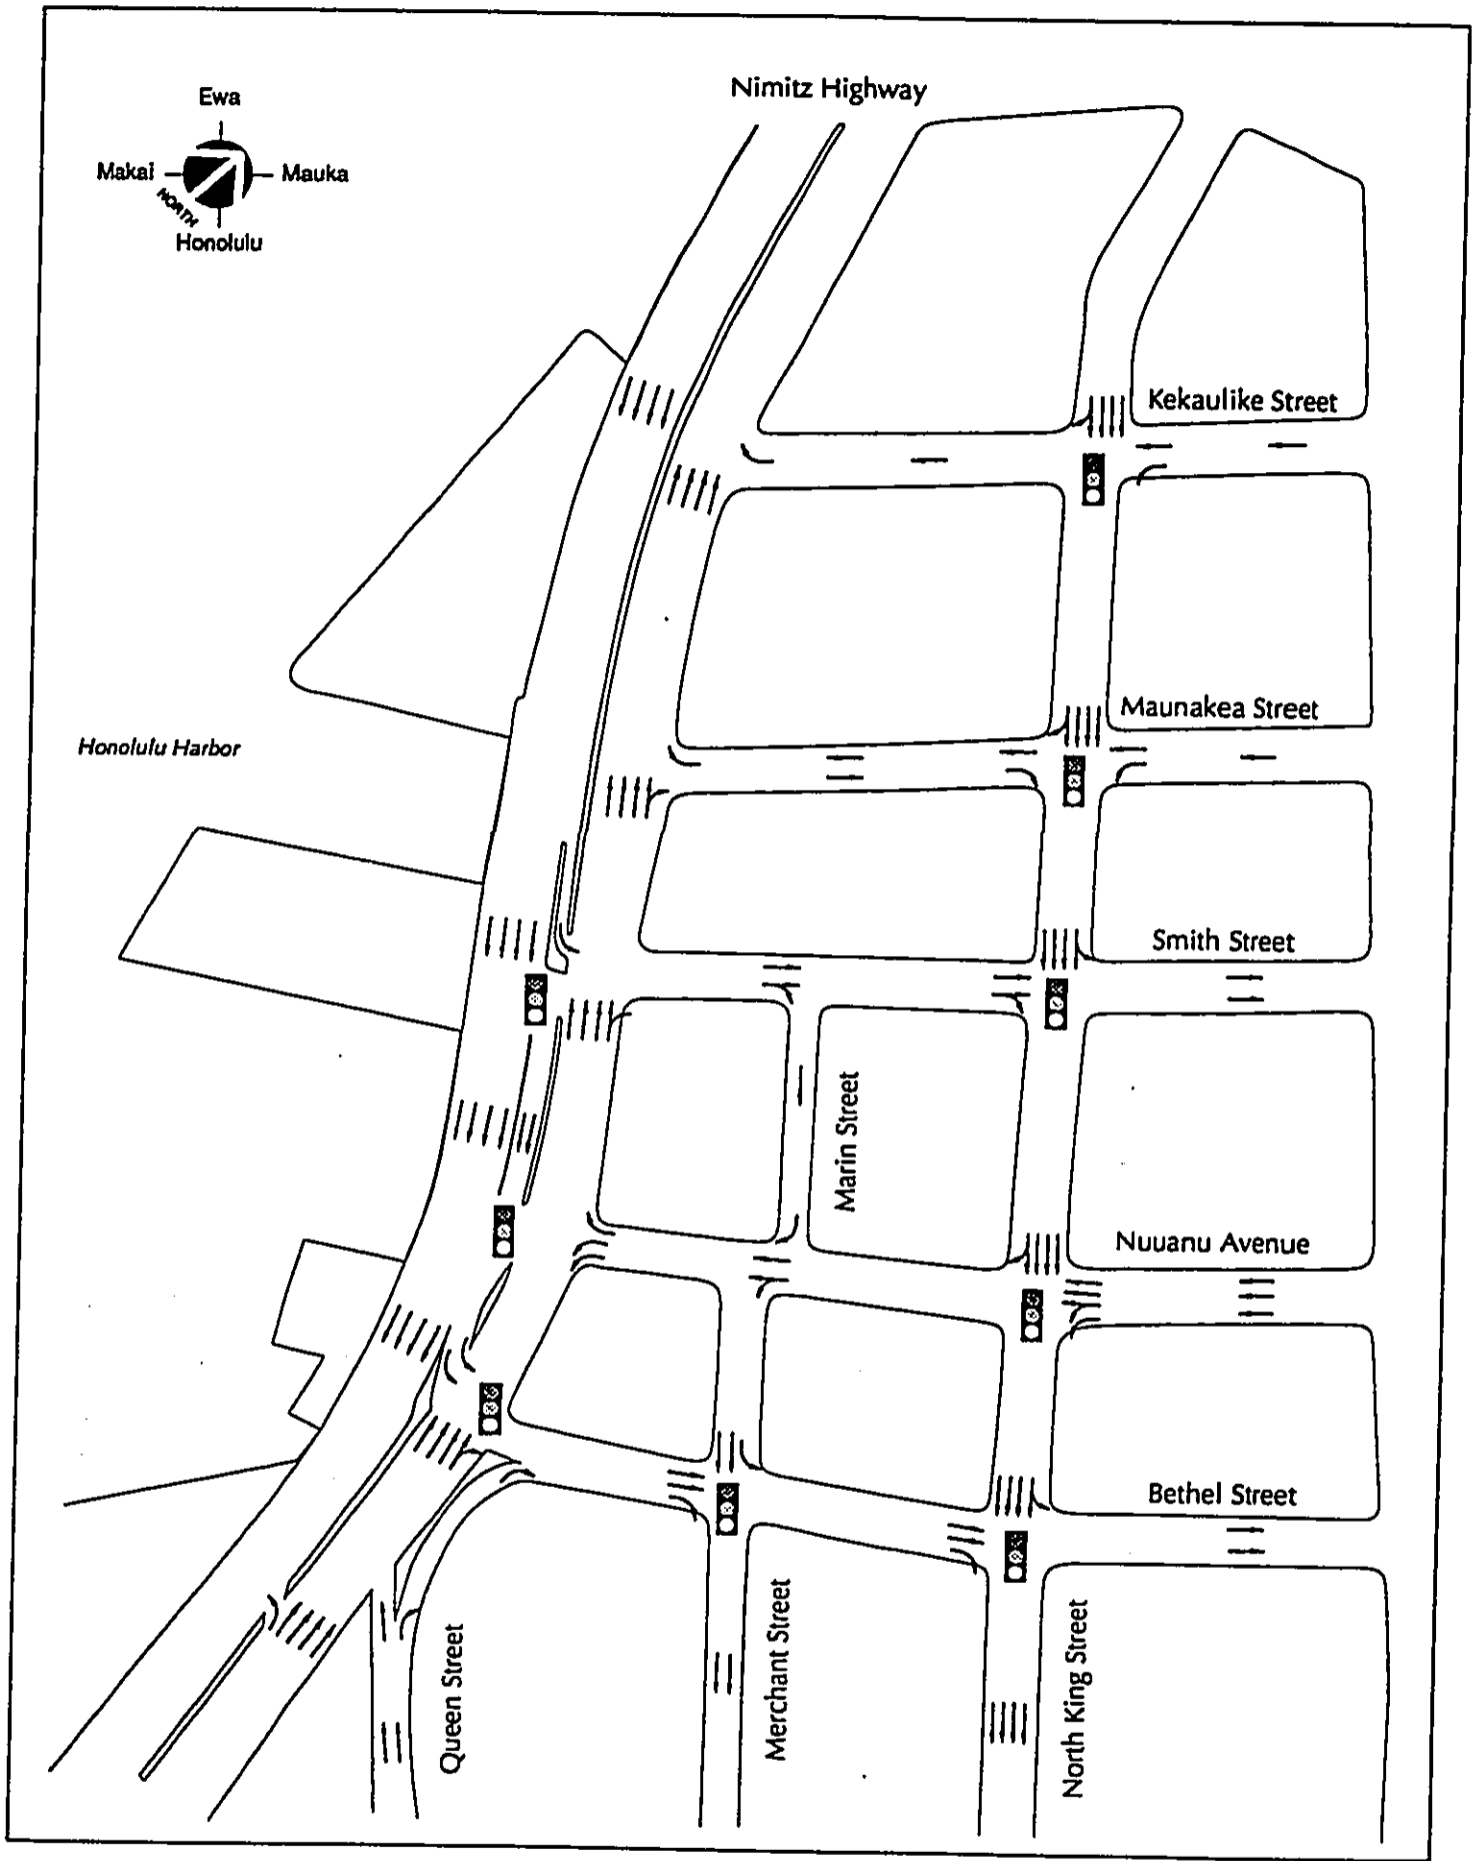 Nimitz Highway
Ewa
Makai
Mauka
NORTH
Honolulu
Kekaulike Street
Maunakea Street
Honolulu Harbor
Smith Street
Marin Street
Nuuanu Avenue
Bethel Street
Queen Street
Merchant Street
North King Street